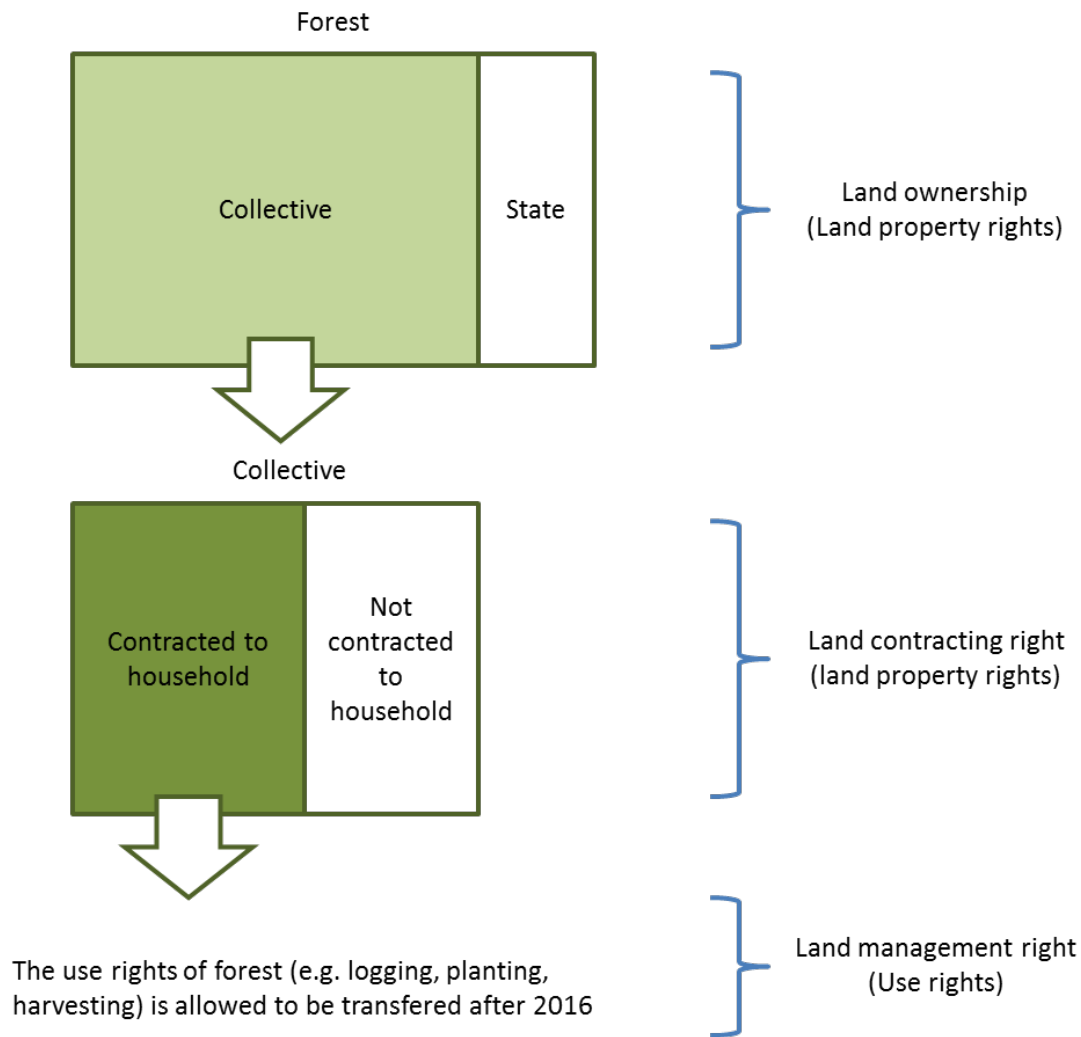 Forest
Collective
State
Land ownership
(Land property rights)
Collective
Contracted to
household
Not
contracted
to
household
Land contracting right
(land property rights)
The use rights of forest (e.g. logging, planting,
harvesting) is allowed to be transfered after 2016
Land management right
(Use rights)